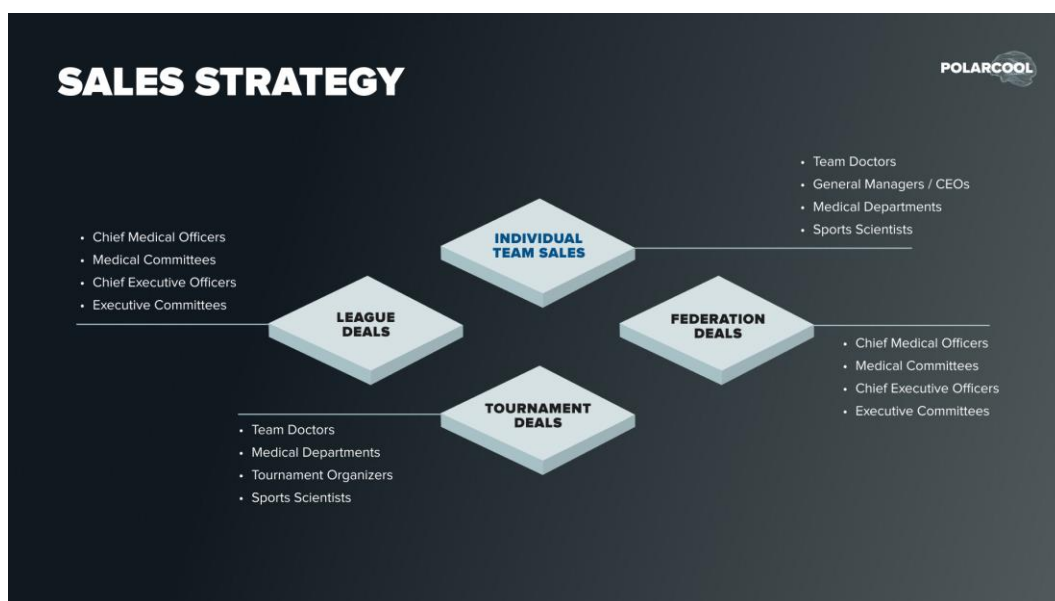 SALES STRATEGY
POLARCOOL
• Team Doctors
• General Managers / CEOs
• Medical Departments
• Sports Scientists
INDIVIDUAL
TEAM SALES
• Chief Medical Officers
• Medical Committees
• Chief Executive Officers
• Executive Committees
LEAGUE
DEALS
FEDERATION
DEALS
• Chief Medical Officers
• Medical Committees
• Chief Executive Officers
• Executive Committees
TOURNAMENT
DEALS
• Team Doctors
• Medical Departments
• Tournament Organizers
• Sports Scientists